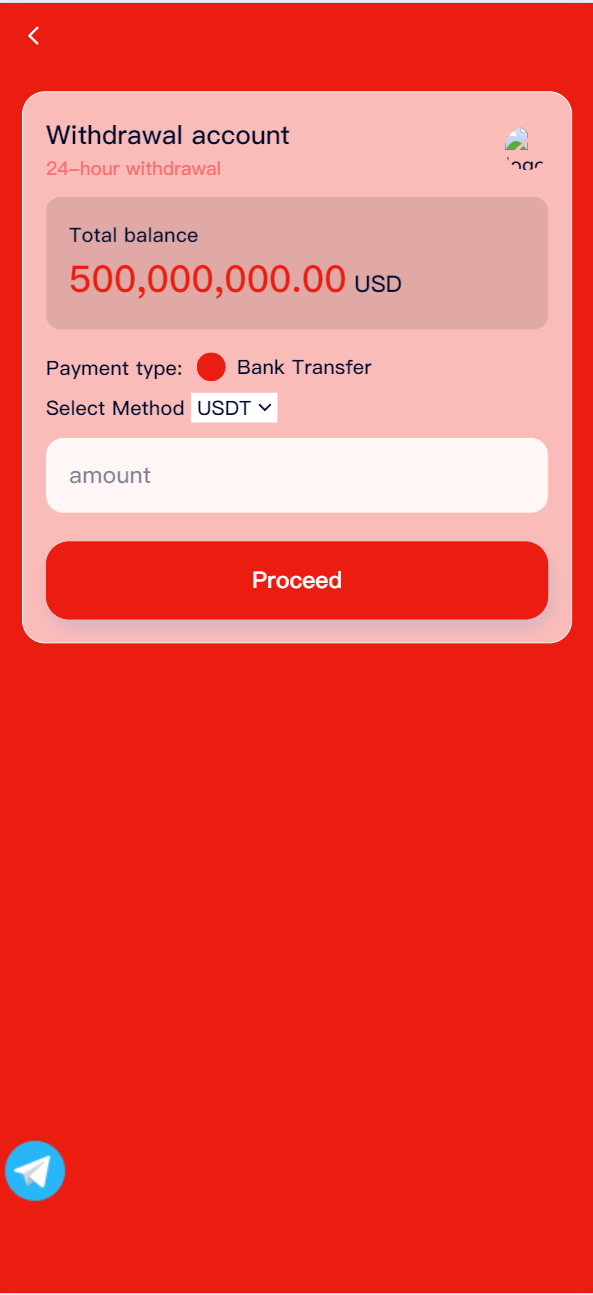 Withdrawal account
24-hour withdrawal
Total balance
500,000,000.00 USD
Payment type: Bank Transfer
Select Method USDT
amount
Proceed